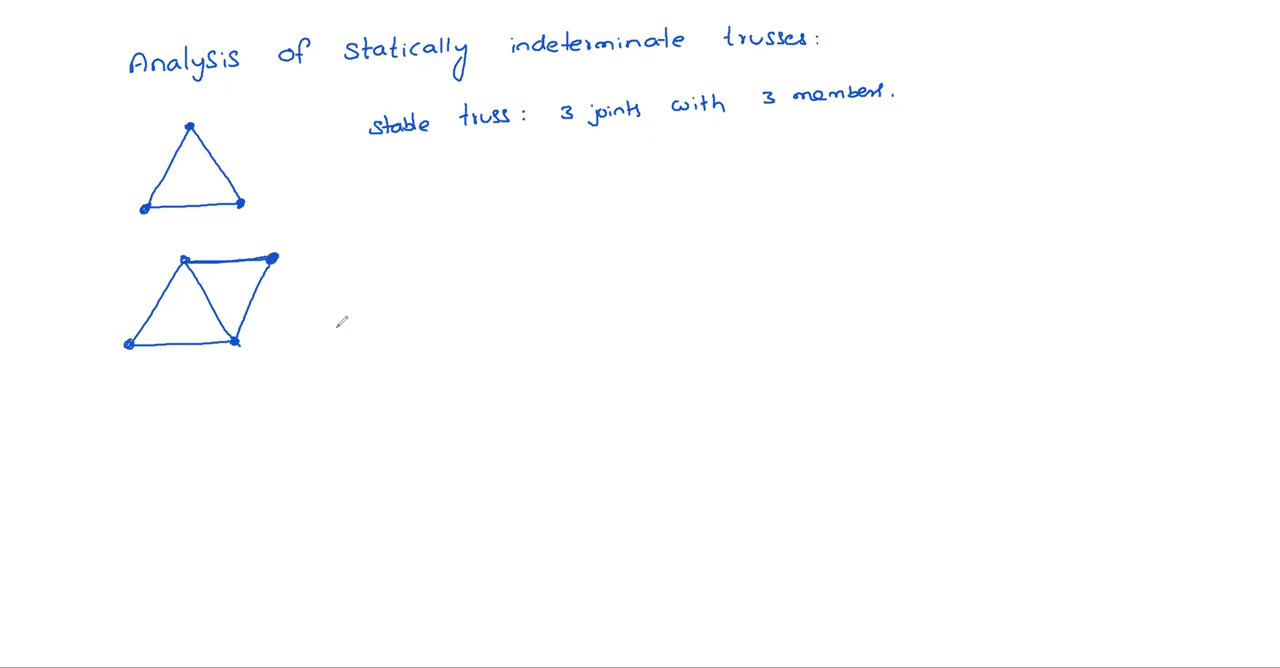 Analysis of statically indeterminate trusses:
stable truss: 3 joints with 3 members.